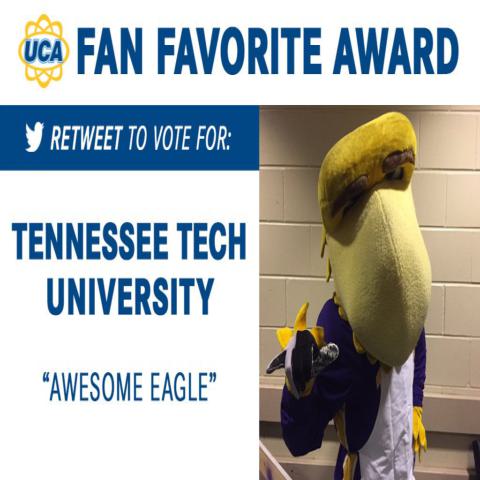 UCA FAN FAVORITE AWARD
RETWEET TO VOTE FOR:
TENNESSEE TECH
UNIVERSITY
“AWESOME EAGLE”